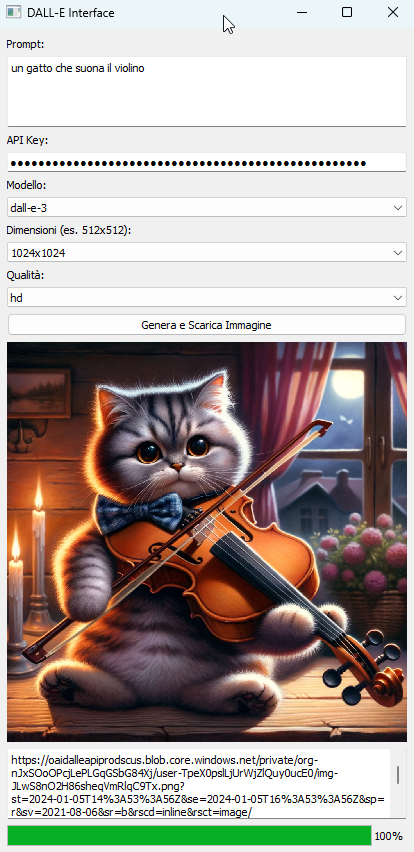 DALL-E Interface
Prompt:
un gatto che suona il violino
API Key:
●●●●●●●●●●●●●●●●●●●●●●●●●●●●●●●●●●●●●●●●●●●●●●●●●●●
Modello:
dall-e-3
Dimensioni (es. 512x512):
1024x1024
Qualità:
hd
Genera e Scarica Immagine
https://oaidalleapiprodscus.blob.core.windows.net/private/org-
nJxSOoOPcjLePLGqGSbG84Xj/user-TpeX0pslLjUrWjZlQuy0ucE0/img-
JLwS8nO2H86sheqVmRlqC9Tx.png?
st=2024-01-05T14%3A53%3A56Z&se=2024-01-05T16%3A53%3A56Z&sp=
r&sv=2021-08-06&sr=b&rscd=inline&rsct=image/
100%